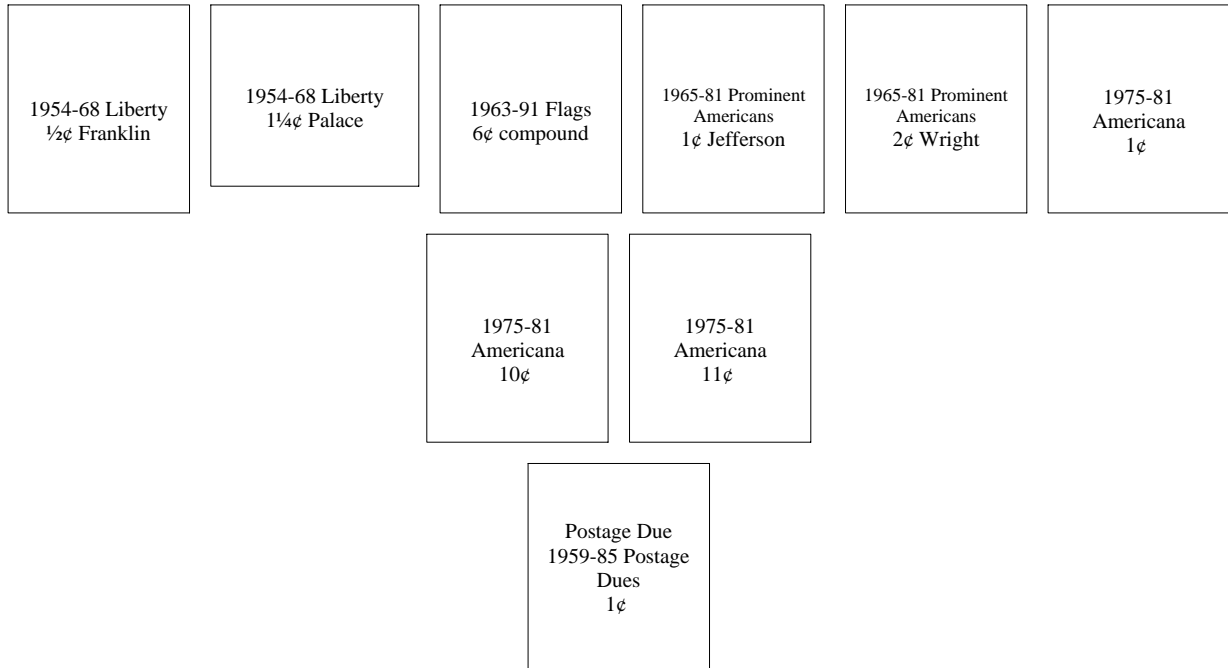 1954-68 Liberty
½¢ Franklin
1954-68 Liberty
1¼¢ Palace
1963-91 Flags
6¢ compound
1965-81 Prominent
Americans
1¢ Jefferson
1965-81 Prominent
Americans
2¢ Wright
1975-81
Americana
1¢
1975-81
Americana
10¢
1975-81
Americana
11¢
Postage Due
1959-85 Postage
Dues
1¢